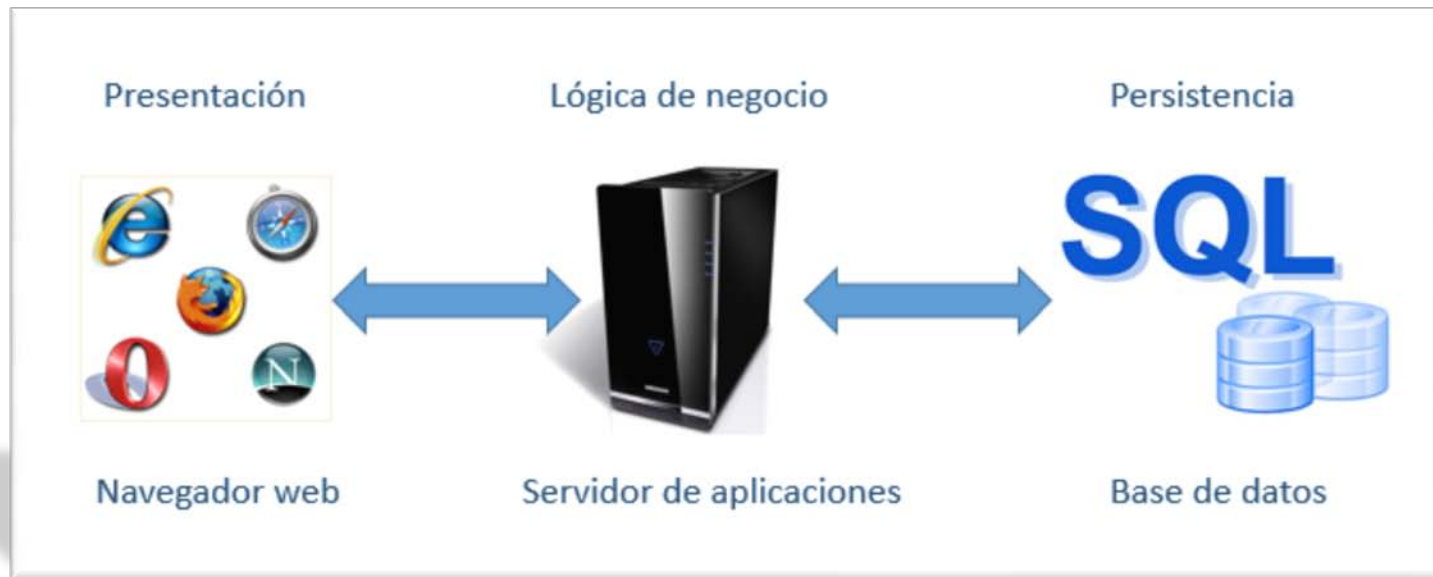 Presentación
Lógica de negocio
Persistencia
SQL
N
Navegador web
Servidor de aplicaciones
Base de datos